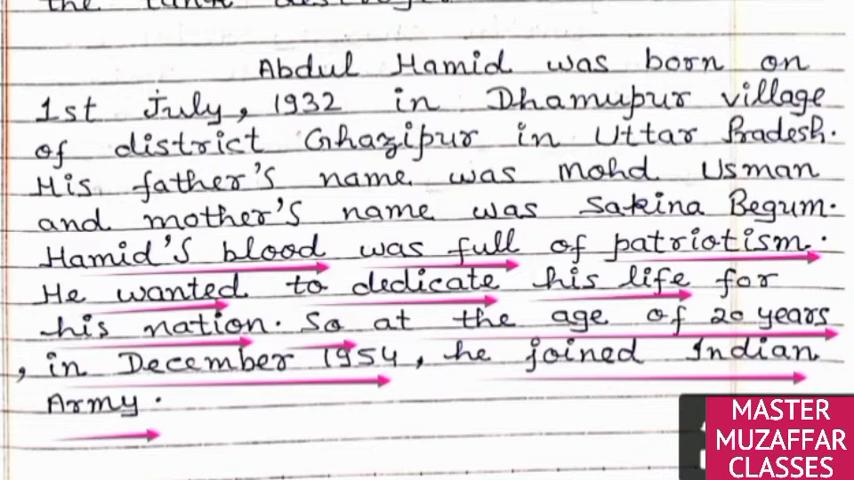 the tank destroye
Abdul Hamid was born on
1st July, 1932 in Dhamupur village
of district Ghazipur in Uttar Pradesh.
His father's name was Mohd Usman
and mother's name was Sakina Begum.
Hamid's blood was full of patriotism.
He wanted to dedicate his life for
his nation. So at the age of 20 years
, in December 1954, he joined Indian
Army.
MASTER
MUZAFFAR
CLASSES